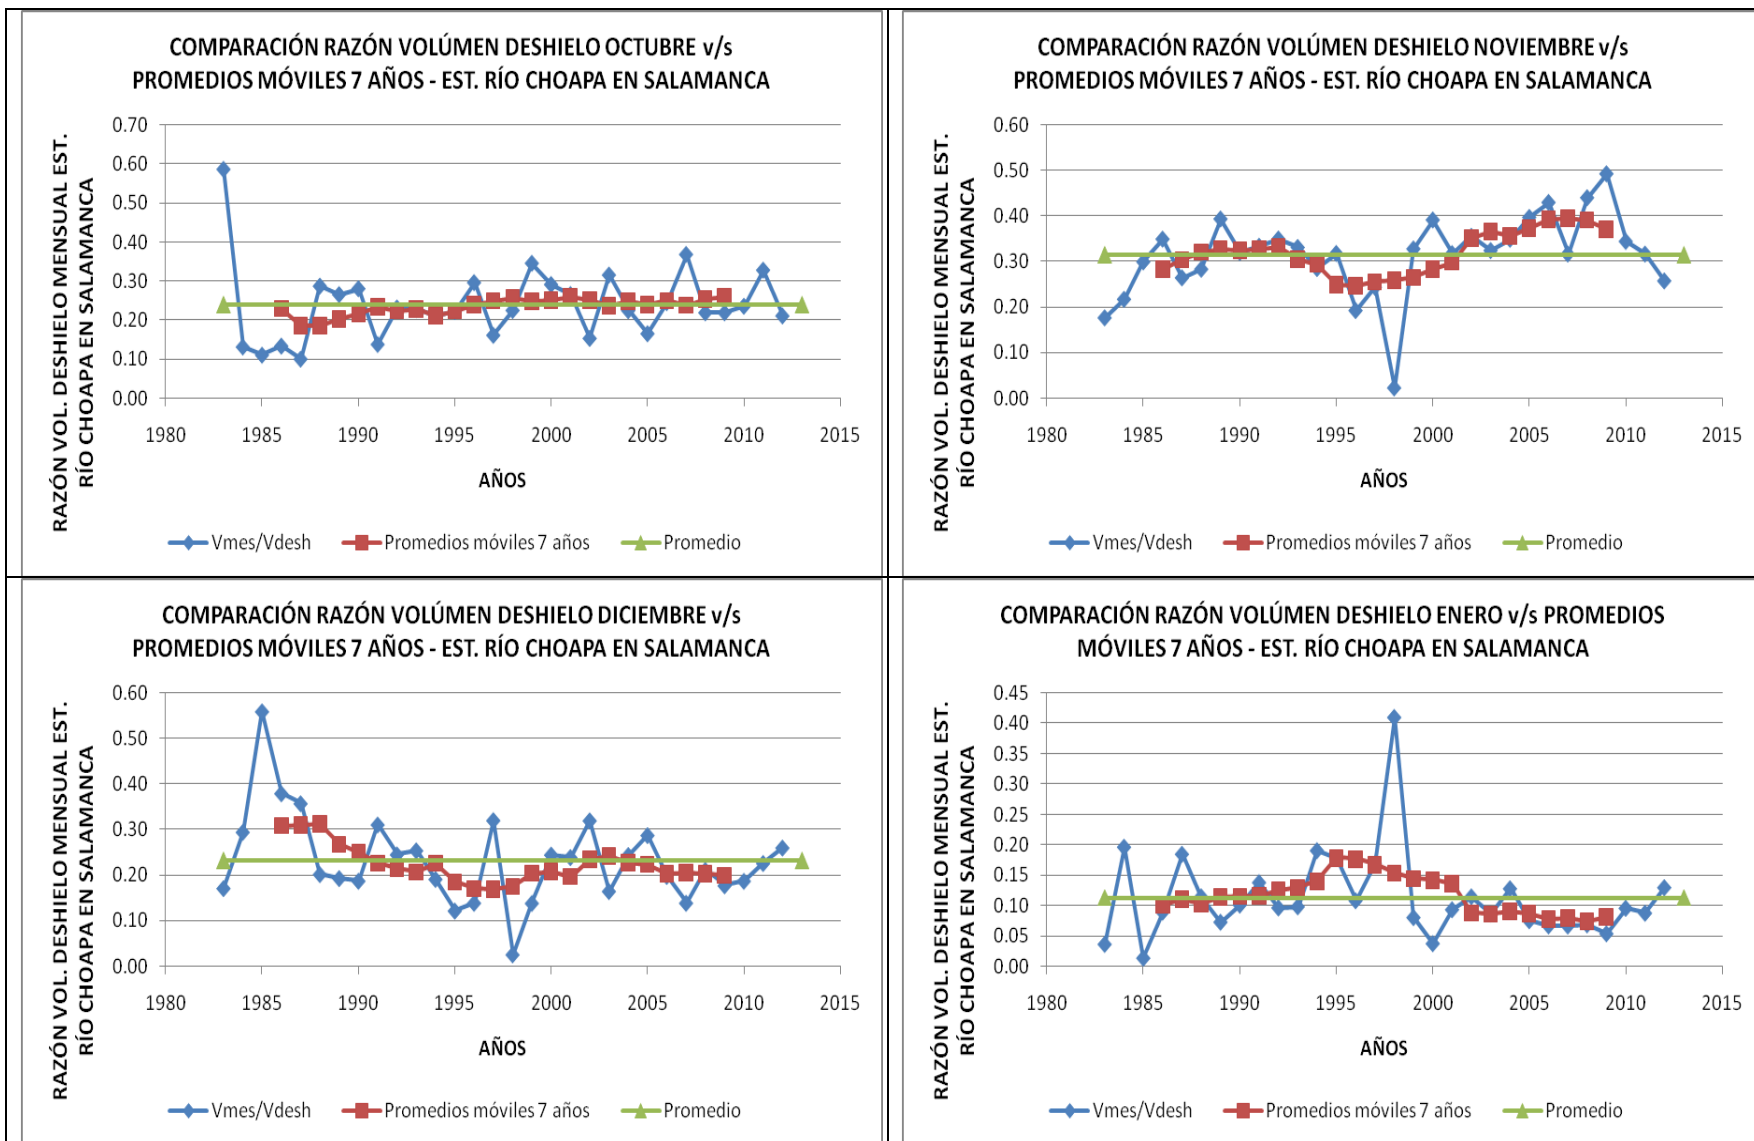 COMPARACIÓN RAZÓN VOLÚMEN DESHIELO OCTUBRE v/s
PROMEDIOS MÓVILES 7 AÑOS - EST. RÍO CHOAPA EN SALAMANCA
RAZÓN VOL. DESHIELO MENSUAL EST.
RÍO CHOAPA EN SALAMANCA
0.70
0.60
0.50
0.40
0.30
0.20
0.10
0.00
1980 1985 1990 1995 2000 2005 2010 2015
AÑOS
Vmes/Vdesh Promedios móviles 7 años Promedio
COMPARACIÓN RAZÓN VOLÚMEN DESHIELO NOVIEMBRE v/s
PROMEDIOS MÓVILES 7 AÑOS - EST. RÍO CHOAPA EN SALAMANCA
RAZÓN VOL. DESHIELO MENSUAL EST.
RÍO CHOAPA EN SALAMANCA
0.60
0.50
0.40
0.30
0.20
0.10
0.00
1980 1985 1990 1995 2000 2005 2010 2015
AÑOS
Vmes/Vdesh Promedios móviles 7 años Promedio
COMPARACIÓN RAZÓN VOLÚMEN DESHIELO DICIEMBRE v/s
PROMEDIOS MÓVILES 7 AÑOS - EST. RÍO CHOAPA EN SALAMANCA
RAZÓN VOL. DESHIELO MENSUAL EST.
RÍO CHOAPA EN SALAMANCA
0.60
0.50
0.40
0.30
0.20
0.10
0.00
1980 1985 1990 1995 2000 2005 2010 2015
AÑOS
Vmes/Vdesh Promedios móviles 7 años Promedio
COMPARACIÓN RAZÓN VOLÚMEN DESHIELO ENERO v/s PROMEDIOS
MÓVILES 7 AÑOS - EST. RÍO CHOAPA EN SALAMANCA
RAZÓN VOL. DESHIELO MENSUAL EST.
RÍO CHOAPA EN SALAMANCA
0.45
0.40
0.35
0.30
0.25
0.20
0.15
0.10
0.05
0.00
1980 1985 1990 1995 2000 2005 2010 2015
AÑOS
Vmes/Vdesh Promedios móviles 7 años Promedio